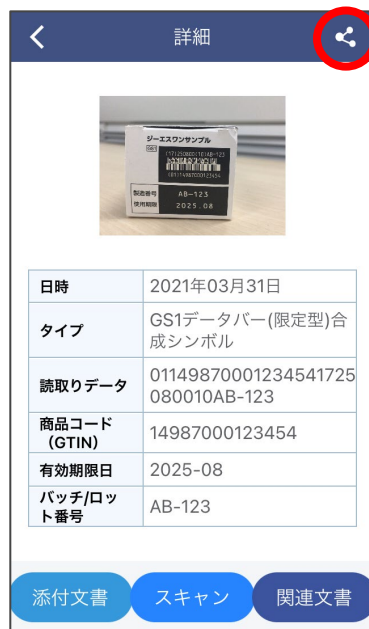 詳細
ジーエスワンサンプル
(17)250800(10)AB-123
(01)14987000123454
製造番号 AB-123
使用期限 2025.08
日時 2021年03月31日
タイプ GS1データバー(限定型)合
成シンボル
読取りデータ 01149870001234541725
080010AB-123
商品コード
(GTIN) 14987000123454
有効期限日 2025-08
バッチ/ロッ
ト番号 AB-123
添付文書 スキャン 関連文書